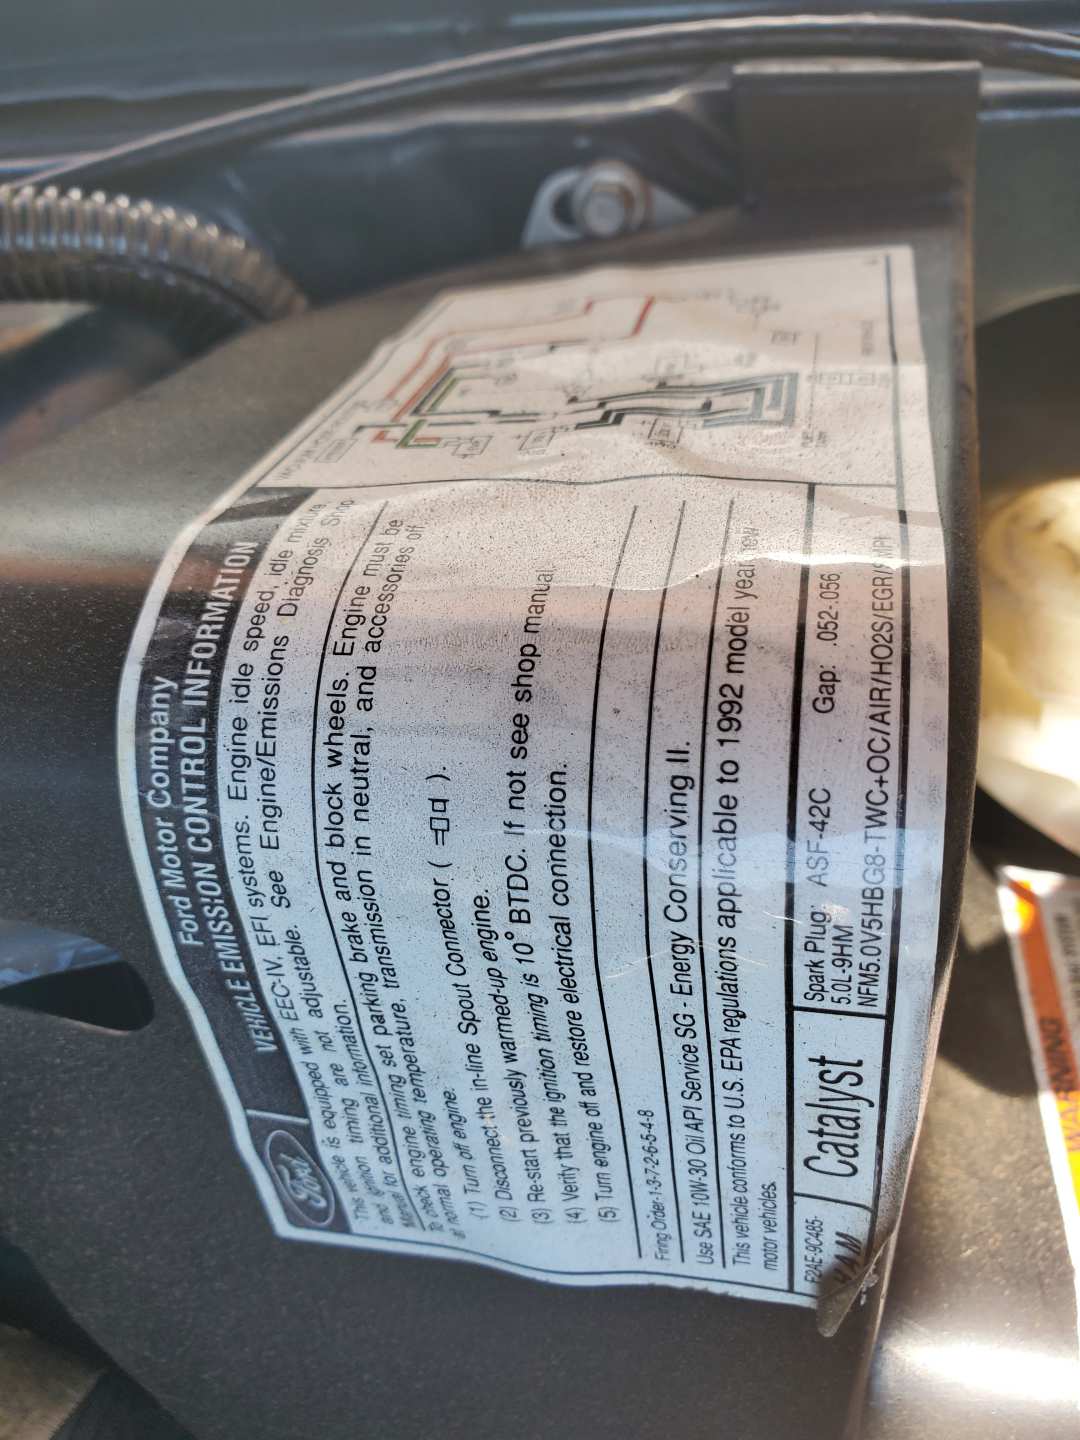 Ford Motor Company
VEHICLE EMISSION CONTROL INFORMATION
Ford
This vehicle is equipped with EEC-IV, EFI systems. Engine idle speed, idle mixture
and ignition timing are not adjustable. See Engine/Emissions Diagnosis Shop
Manual for additional information.
To check engine timing set parking brake and block wheels. Engine must be
at normal operating temperature, transmission in neutral, and accessories off.
(1) Turn off engine.
(2) Disconnect the in-line Spout Connector ( ).
(3) Re-start previously warmed-up engine.
(4) Verify that the ignition timing is 10° BTDC. If not see shop manual.
(5) Turn engine off and restore electrical connection.
Firing Order-1-3-7-2-6-5-4-8
Use SAE 10W-30 Oil API Service SG - Energy Conserving II.
This vehicle conforms to U.S. EPA regulations applicable to 1992 model year new
motor vehicles.
F2AE-9C485-
HAM
Catalyst
Spark Plug: ASF-42C Gap: .052-.056
5.0L-9HM
NFM5.0V5HBG8-TWC+OC/AIR/HO2S/EGR/
WARNING